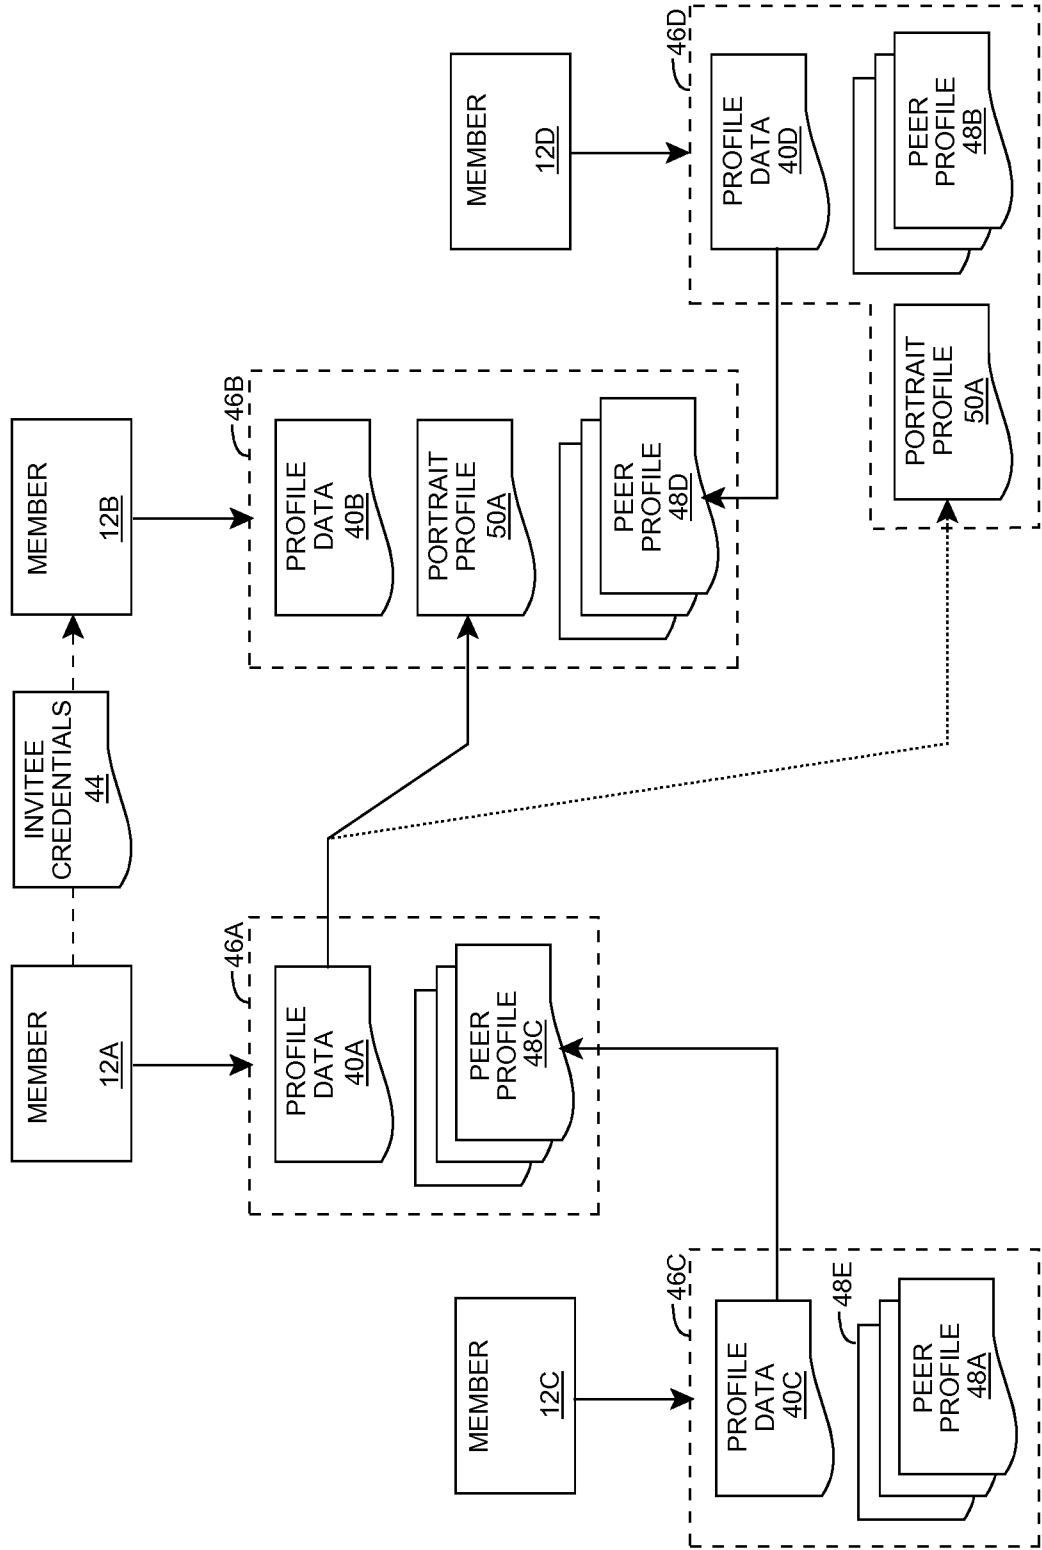 MEMBER
12A
INVITEE
CREDENTIALS
44
MEMBER
12B
46A
PROFILE
DATA
40A
PEER
PROFILE
48C
46B
PROFILE
DATA
40B
PORTRAIT
PROFILE
50A
PEER
PROFILE
48D
MEMBER
12C
46C
PROFILE
DATA
40C
48E
PEER
PROFILE
48A
MEMBER
12D
46D
PROFILE
DATA
40D
PORTRAIT
PROFILE
50A
PEER
PROFILE
48B